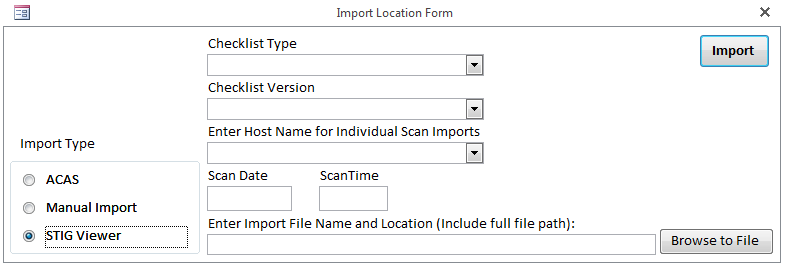 Import Location Form
Checklist Type
Import
Checklist Version
Enter Host Name for Individual Scan Imports
Import Type
ACAS
Manual Import
STIG Viewer
Scan Date
ScanTime
Enter Import File Name and Location (Include full file path):
Browse to File